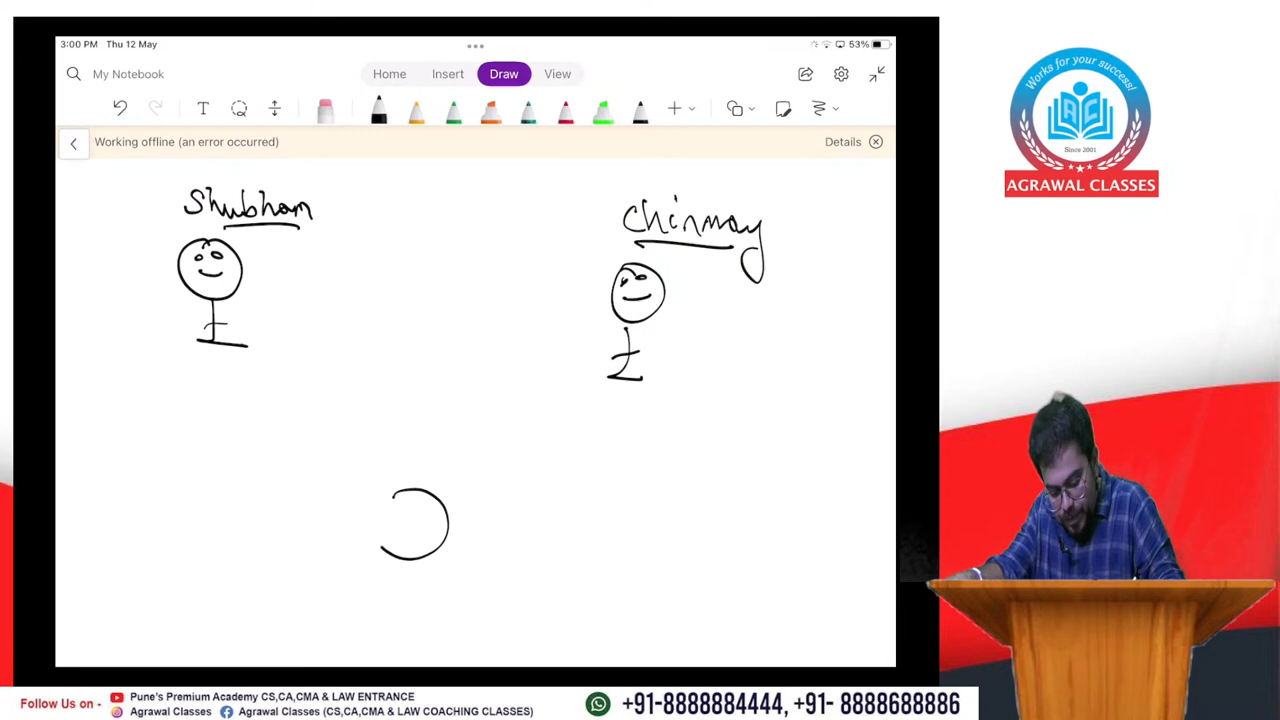 3:00 PM Thu 12 May
53%
My Notebook
Home Insert Draw View
Working offline (an error occurred)
Details
Shubham
Chinmay
Works for your success!
AC
Since 2001
AGRAWAL CLASSES
Follow Us on -
Pune's Premium Academy CS,CA,CMA & LAW ENTRANCE
Agrawal Classes
Agrawal Classes (CS,CA,CMA & LAW COACHING CLASSES)
+91-8888884444, +91- 8888688886